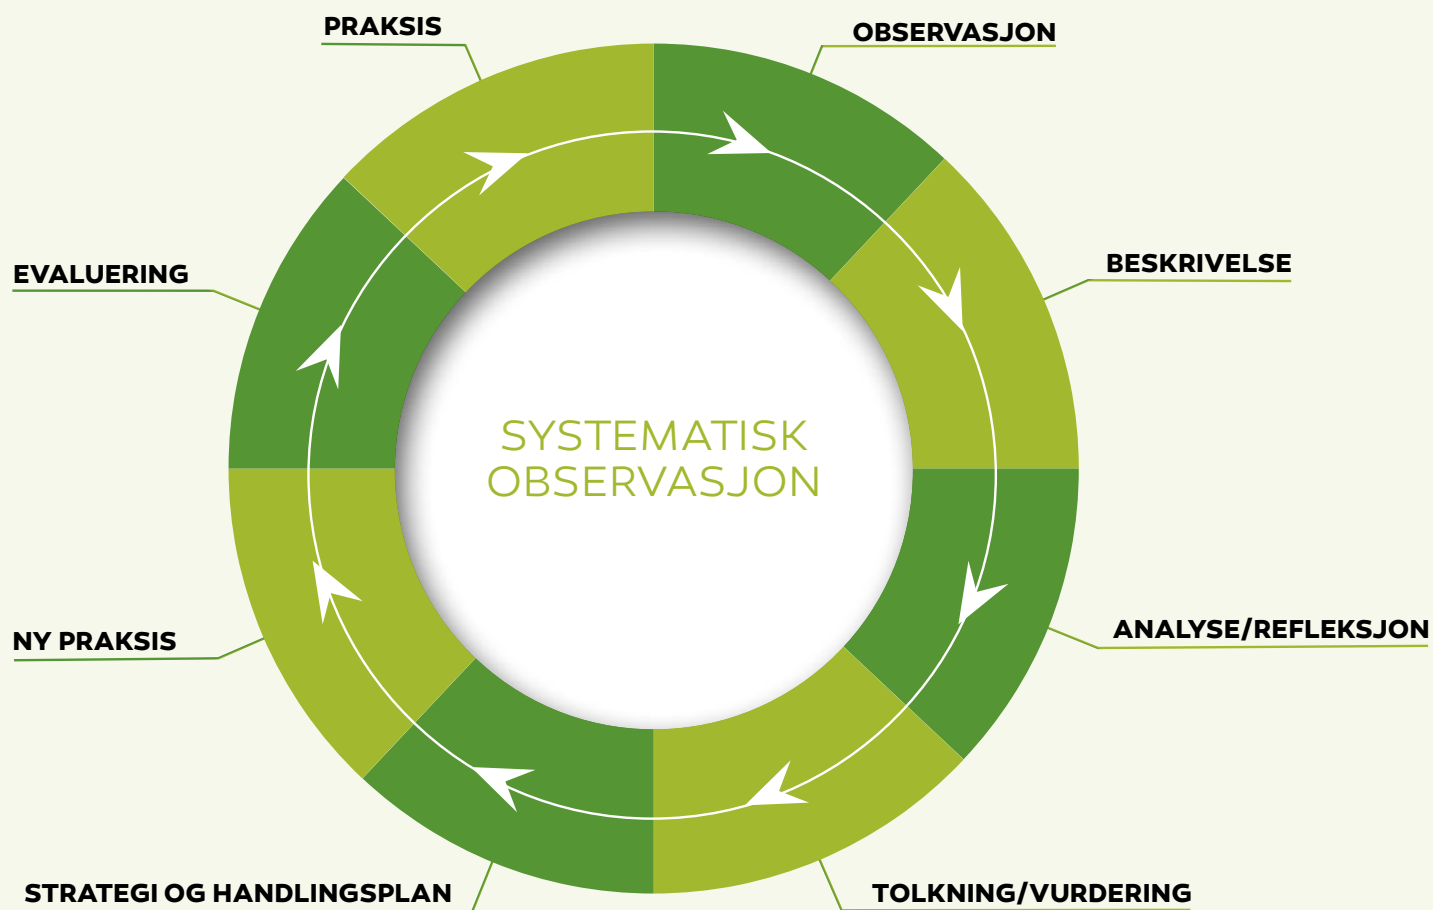 PRAKSIS
OBSERVASJON
EVALUERING
BESKRIVELSE
SYSTEMATISK
OBSERVASJON
NY PRAKSIS
ANALYSE/REFLEKSJON
STRATEGI OG HANDLINGSPLAN
TOLKNING/VURDERING